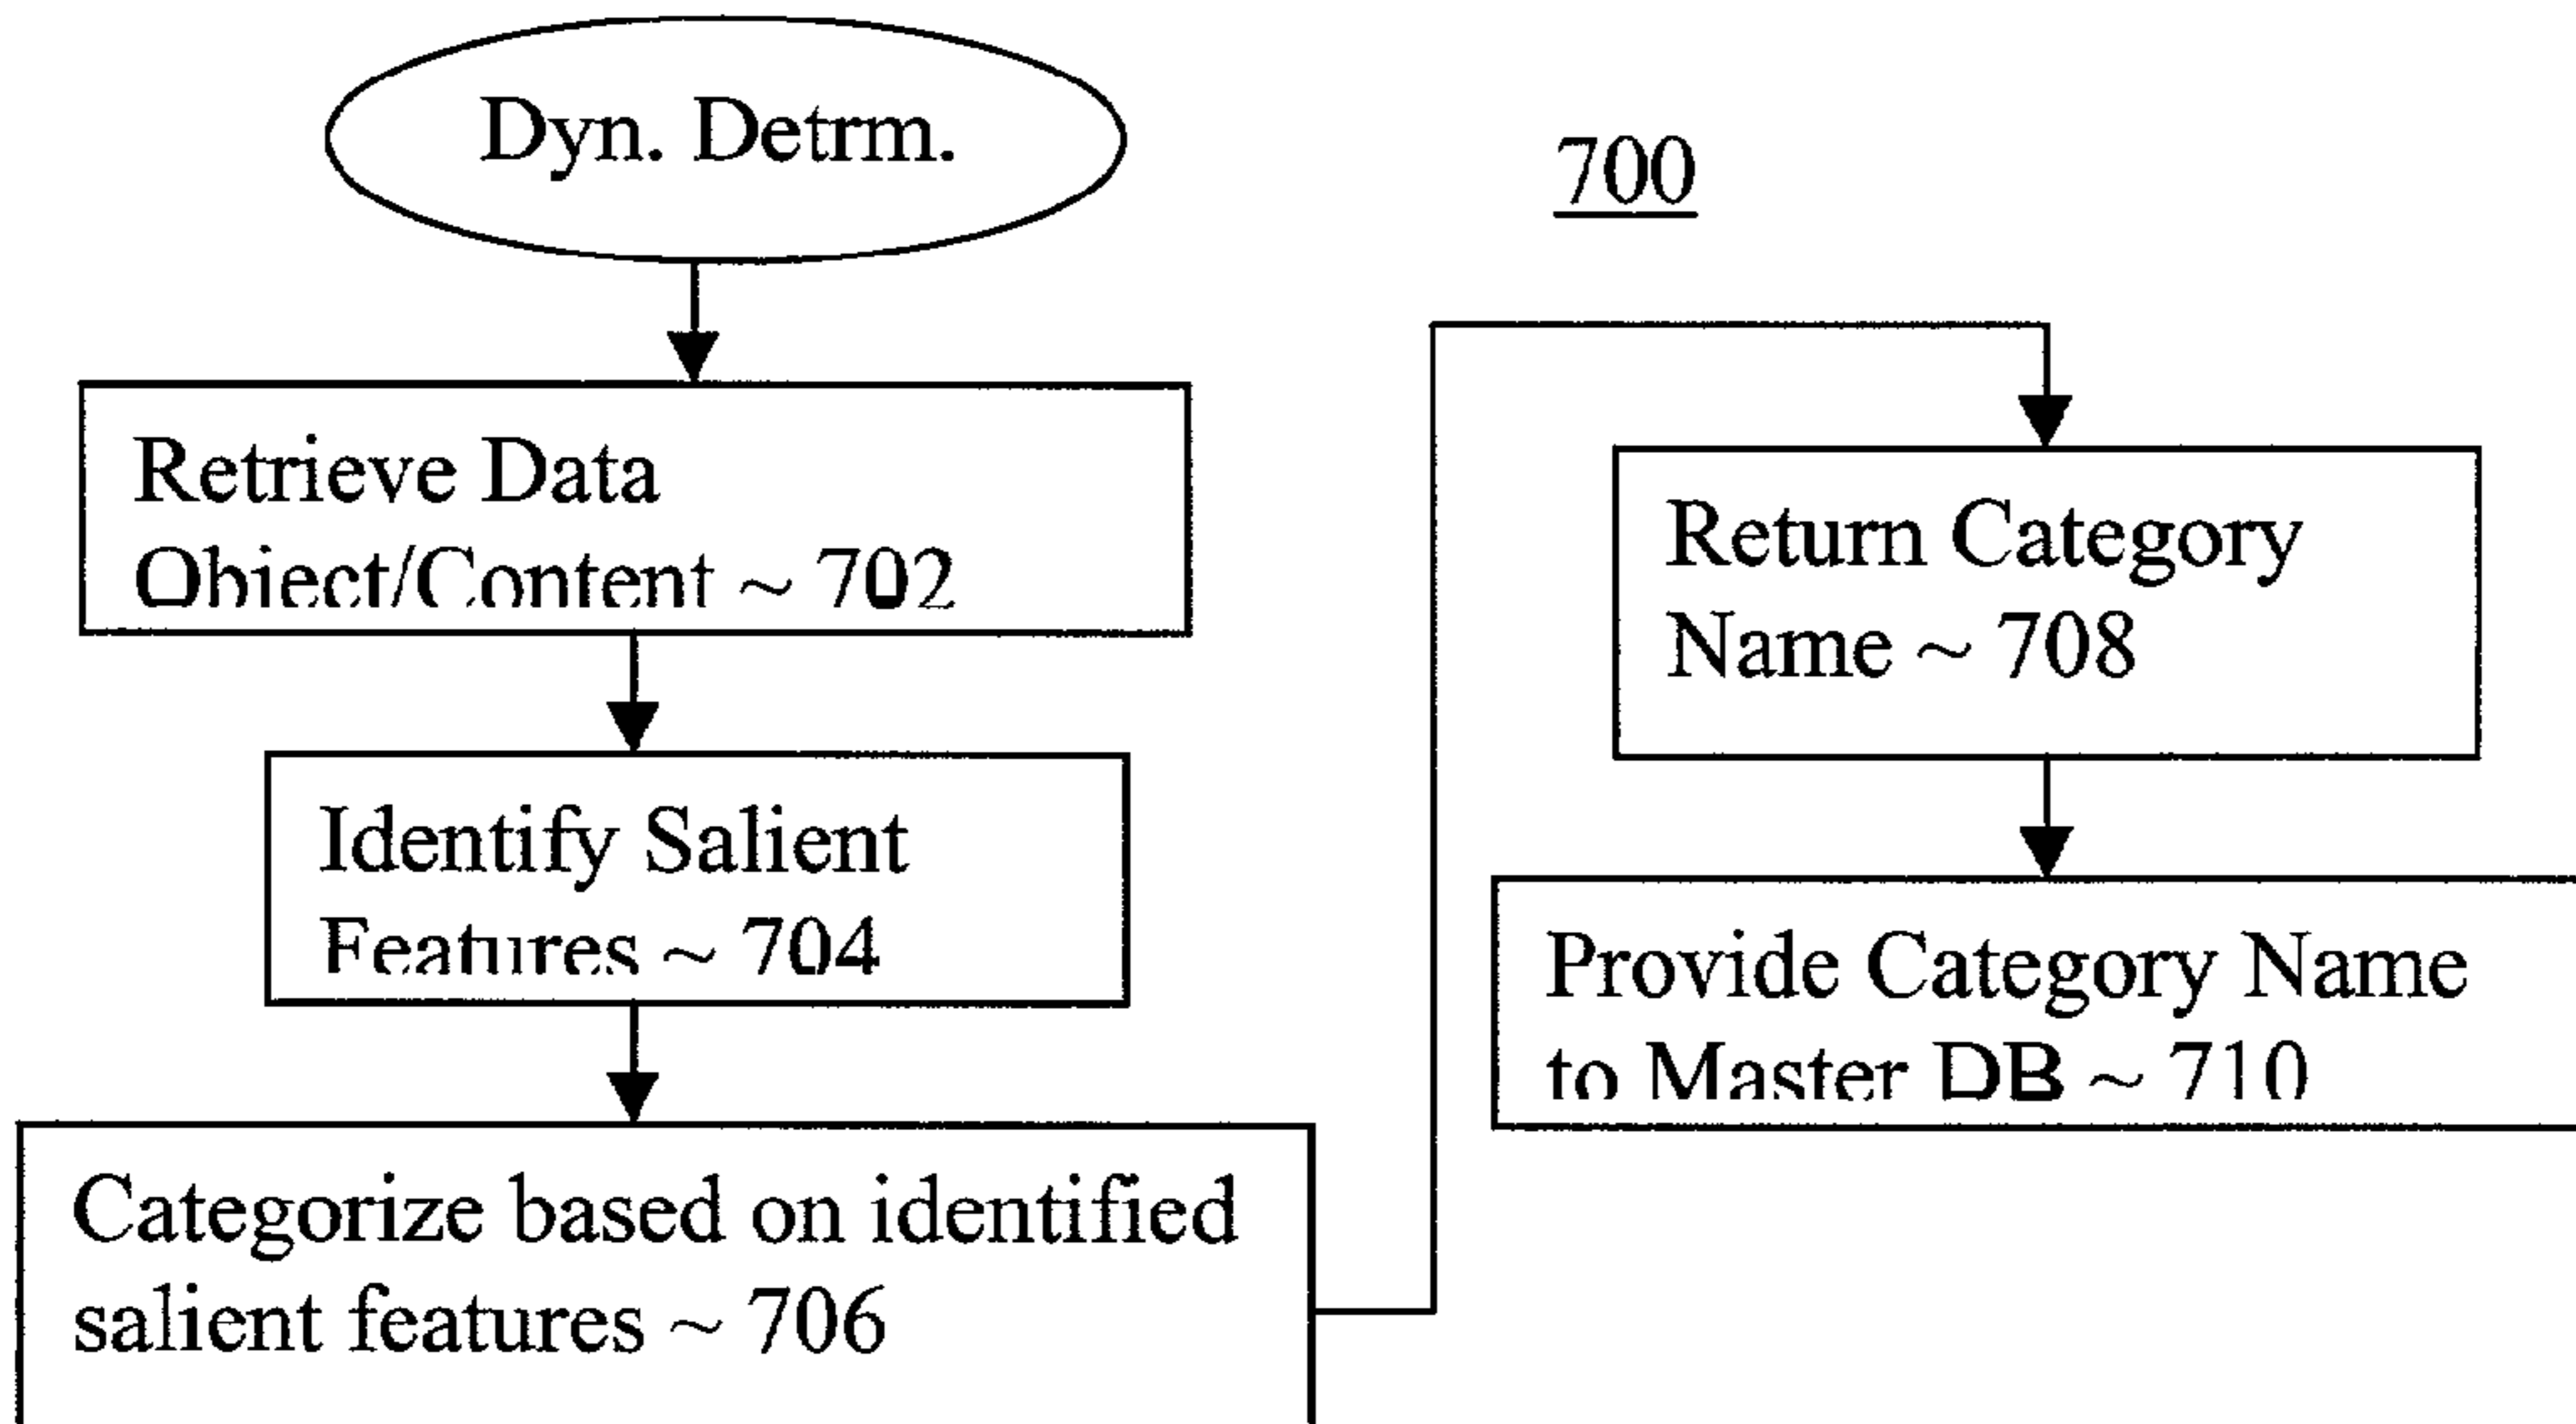 Dyn. Detrm.
700
Retrieve Data
Object/Content ~ 702
Identify Salient
Features ~ 704
Categorize based on identified
salient features ~ 706
Return Category
Name ~ 708
Provide Category Name
to Master DB ~ 710